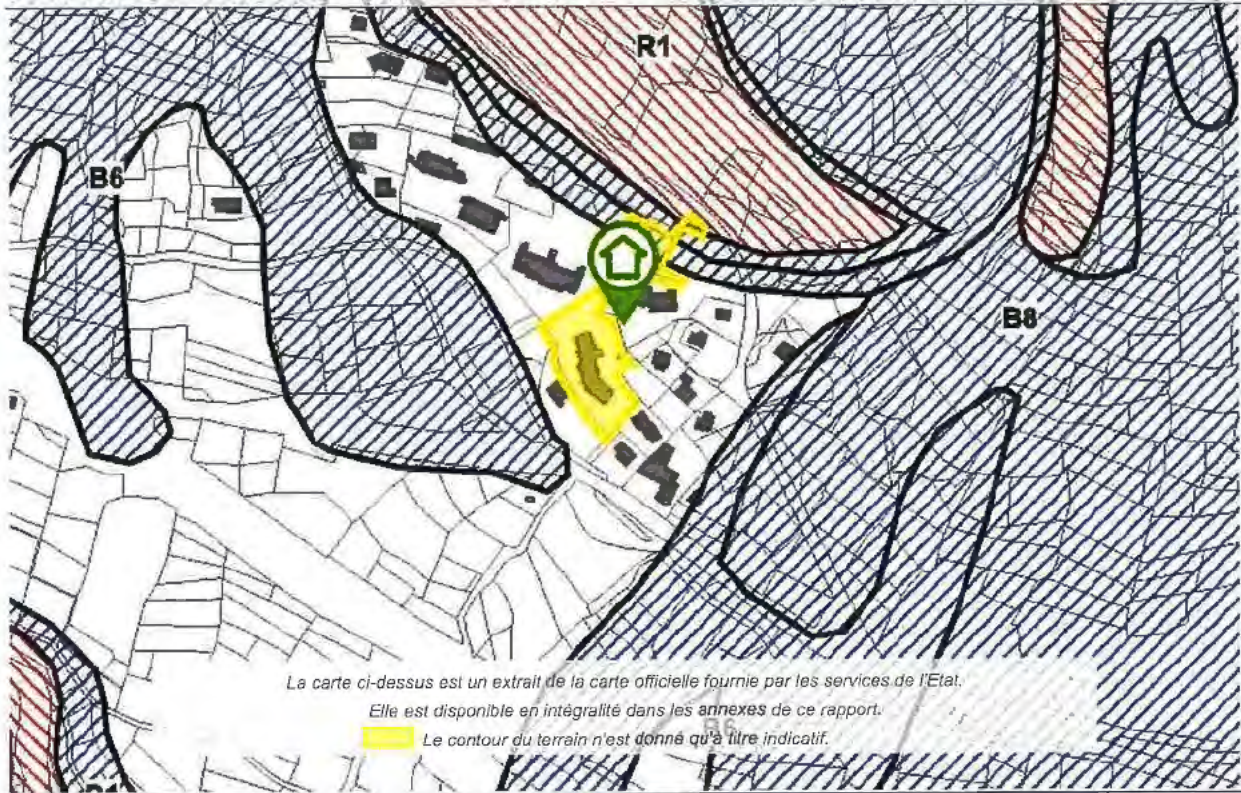 R1
B6
B8
La carte ci-dessus est un extrait de la carte officielle fournie par les services de l'Etat.
Elle est disponible en intégralité dans les annexes de ce rapport.
B6
Le contour du terrain n'est donné qu'à titre indicatif.